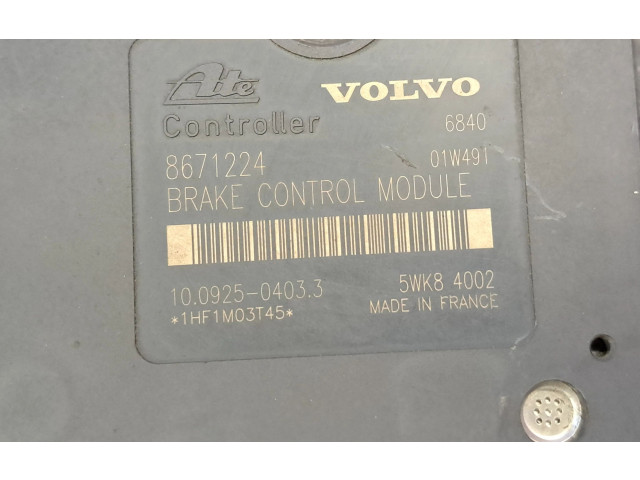 Ate VOLVO
Controller 6840
8671224 01W491
BRAKE CONTROL MODULE
10.0925-0403.3 5WK8 4002
*1HF1M03T45* MADE IN FRANCE